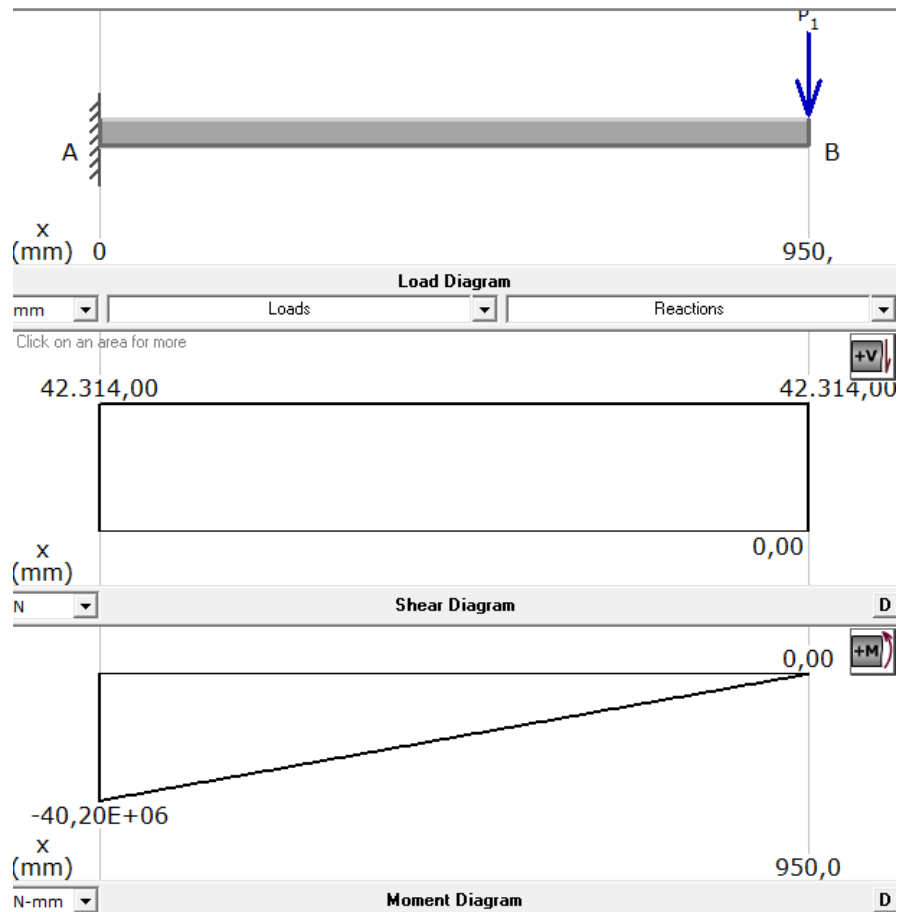 P1
A
B
x
(mm) 0 950,
Load Diagram
mm Loads Reactions
Click on an area for more
+V
42.314,00 42.314,00
x
(mm)
0,00
N Shear Diagram D
0,00 +M
-40,20E+06
x
(mm) 950,0
N-mm Moment Diagram D